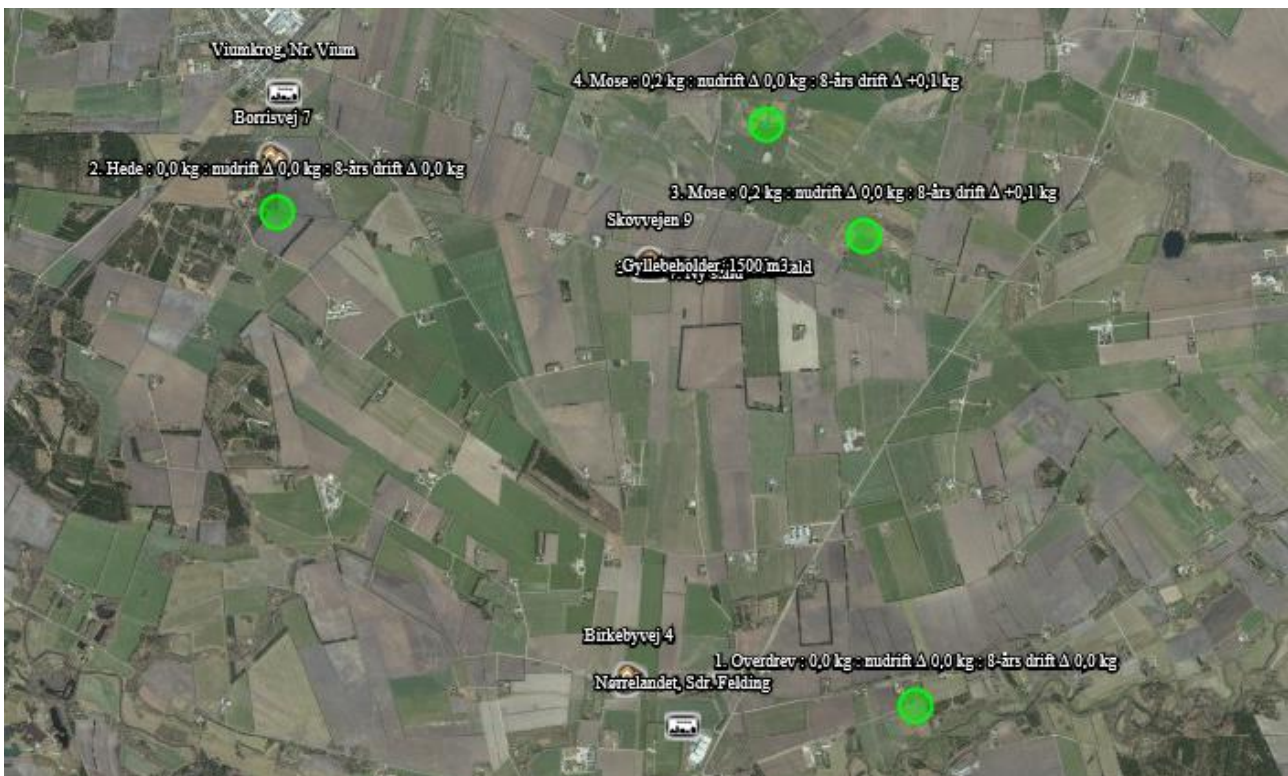 Viumkrog, Nr. Vium
4. Mose : 0,2 kg : nudrift Δ 0,0 kg : 8-års drift Δ +0,1 kg
Borrisvej 7
2. Hede : 0,0 kg : nudrift Δ 0,0 kg : 8-års drift Δ 0,0 kg
3. Mose : 0,2 kg : nudrift Δ 0,0 kg : 8-års drift Δ +0,1 kg
Skovvejen 9
Gyllebeholder, 1500 m3
Birkebyvej 4
1. Overdrev : 0,0 kg : nudrift Δ 0,0 kg : 8-års drift Δ 0,0 kg
Nørrelandet, Sdr. Felding